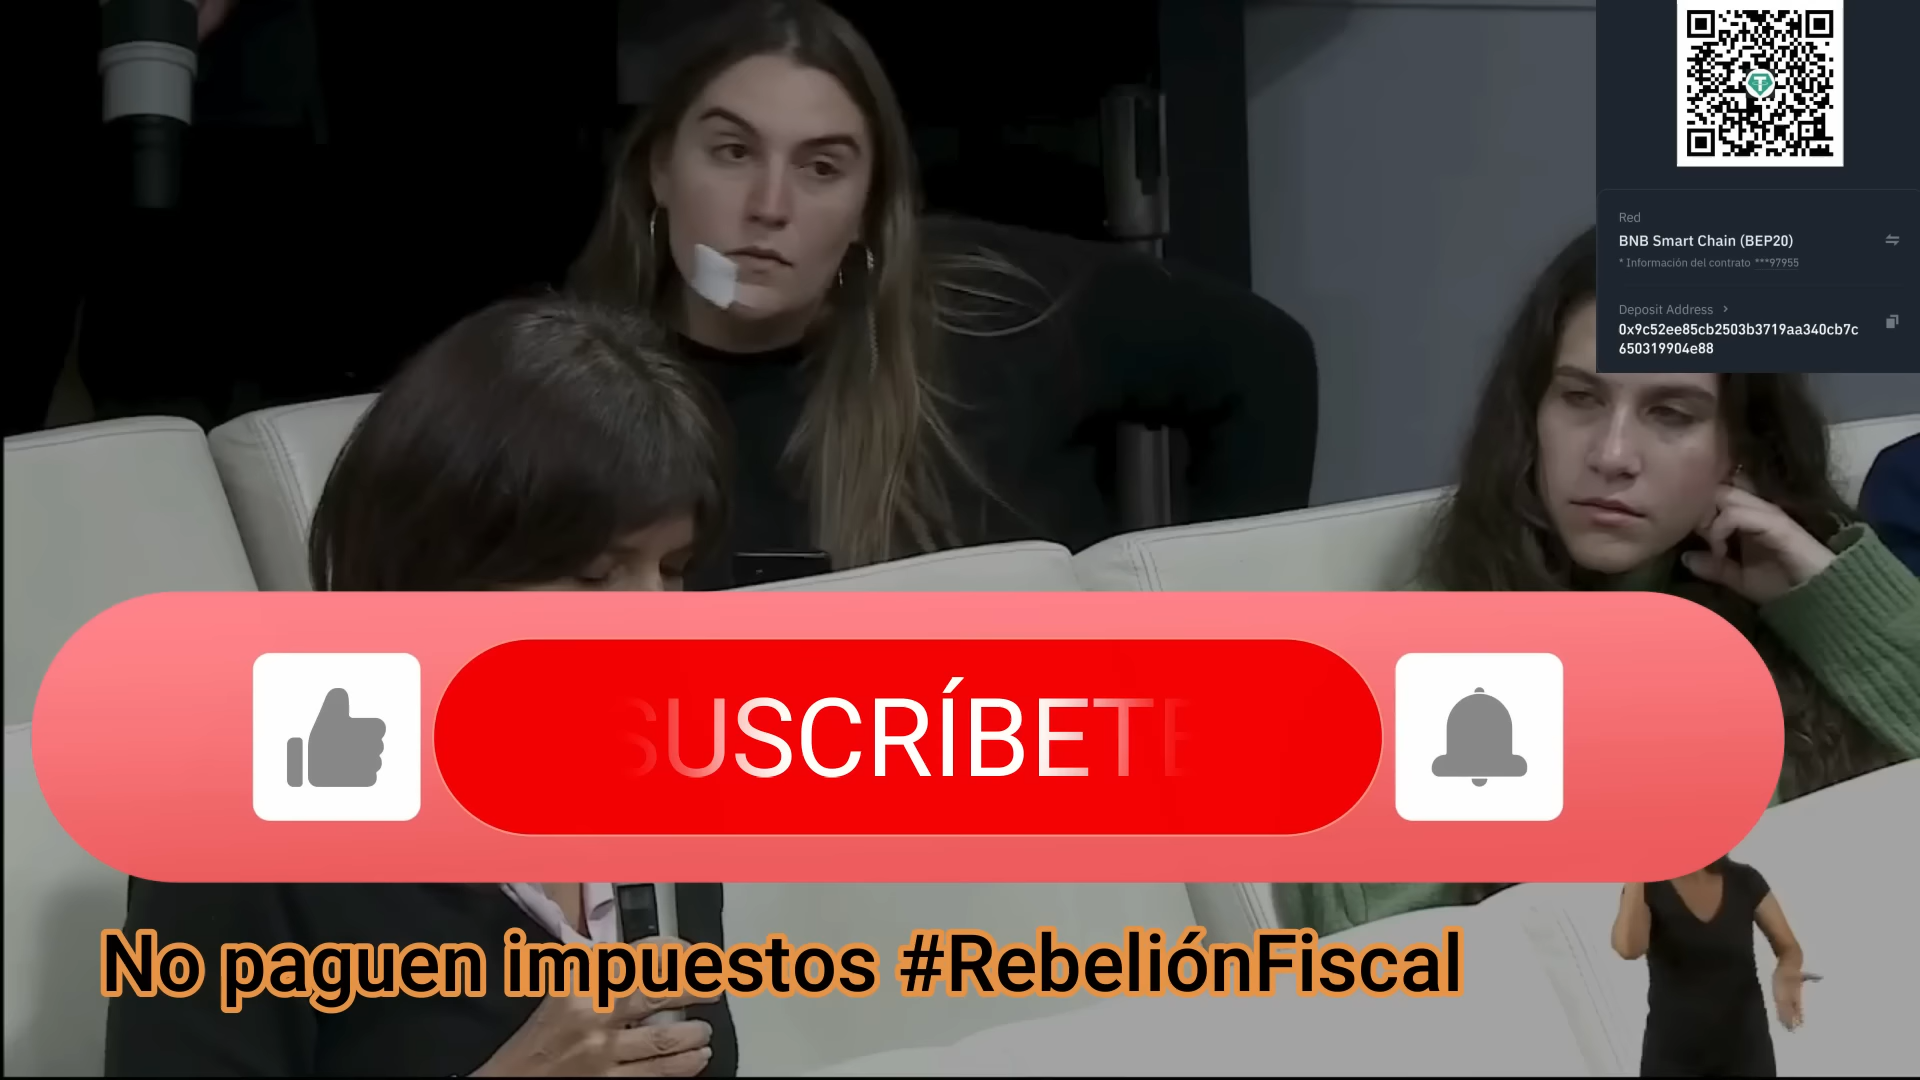 Red
BNB Smart Chain (BEP20)
* Información del contrato ***97955
Deposit Address >
0x9c52ee85cb2503b3719aa340cb7c
650319904e88
SUSCRÍBETE
No paguen impuestos #RebeliónFiscal